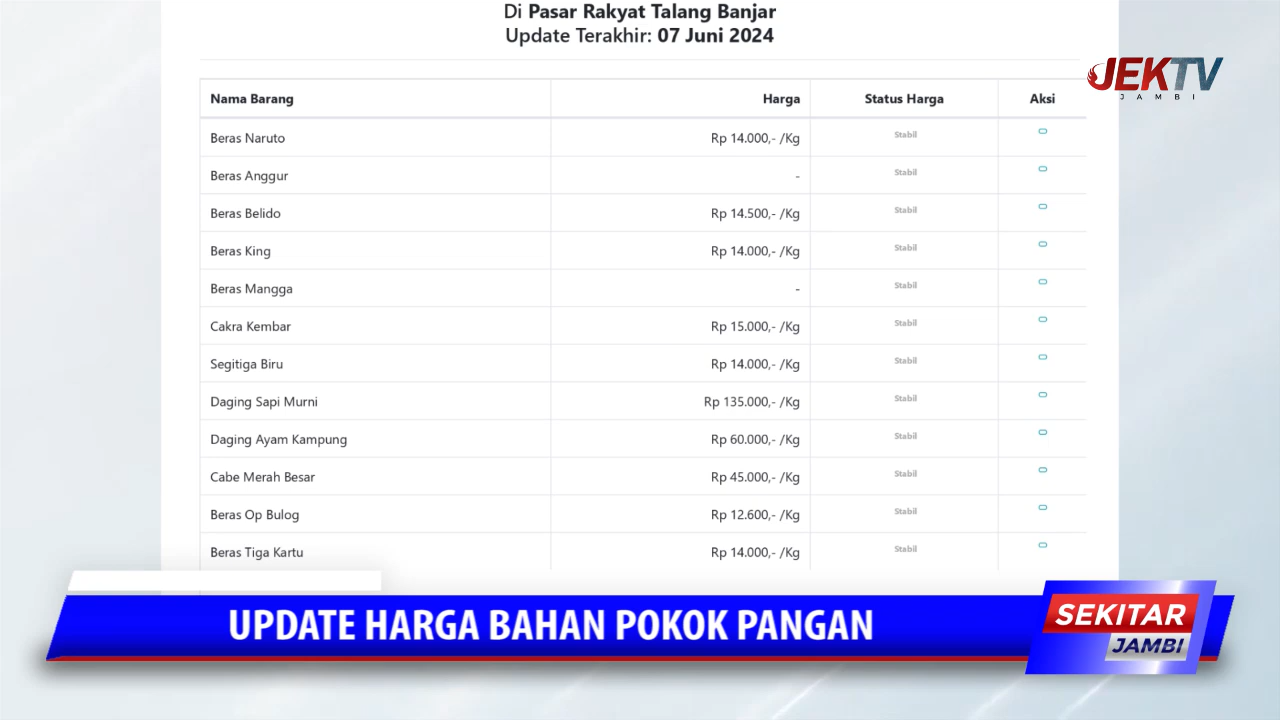 Di Pasar Rakyat Talang Banjar
Update Terakhir: 07 Juni 2024
JEKTV
JAMBI
Nama Barang Harga Status Harga Aksi
Beras Naruto Rp 14.000,- /Kg Stabil
Beras Anggur - Stabil
Beras Belido Rp 14.500,- /Kg Stabil
Beras King Rp 14.000,- /Kg Stabil
Beras Mangga - Stabil
Cakra Kembar Rp 15.000,- /Kg Stabil
Segitiga Biru Rp 14.000,- /Kg Stabil
Daging Sapi Murni Rp 135.000,- /Kg Stabil
Daging Ayam Kampung Rp 60.000,- /Kg Stabil
Cabe Merah Besar Rp 45.000,- /Kg Stabil
Beras Op Bulog Rp 12.600,- /Kg Stabil
Beras Tiga Kartu Rp 14.000,- /Kg Stabil
UPDATE HARGA BAHAN POKOK PANGAN
SEKITAR
JAMBI